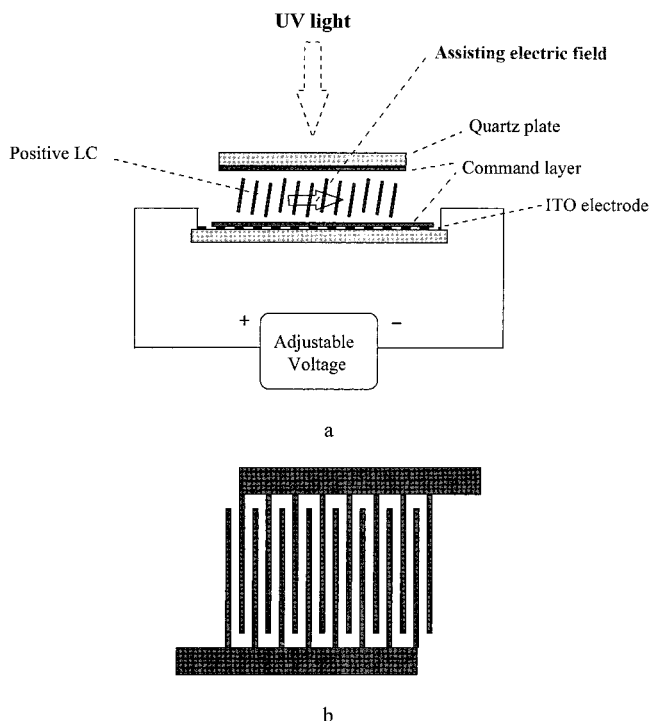 UV light
Assisting electric field
Quartz plate
Positive LC
Command layer
ITO electrode
+
−
Adjustable
Voltage
a
b